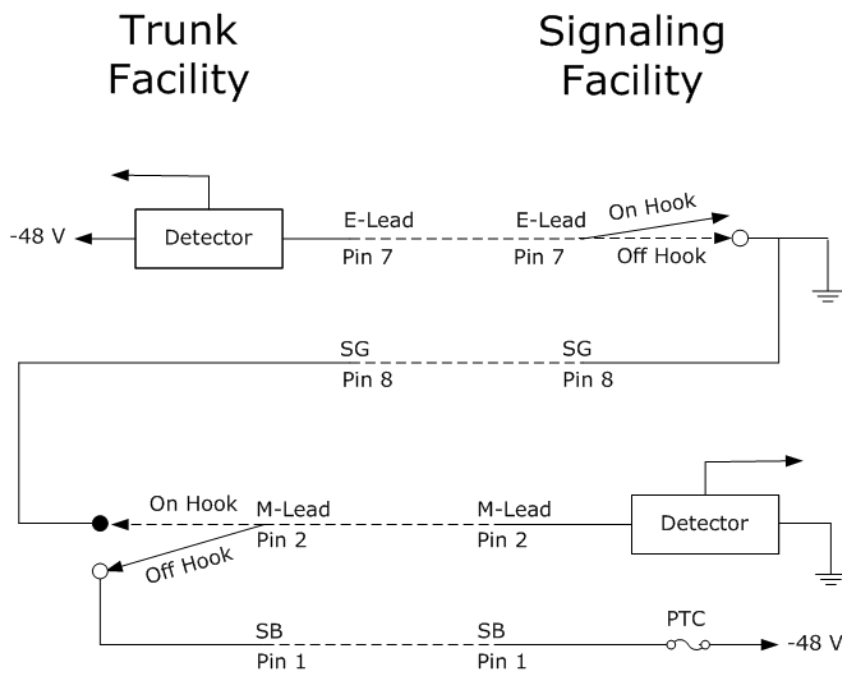 Trunk
Facility
Signaling
Facility
-48 V
Detector
E-Lead
Pin 7
E-Lead
Pin 7
On Hook
Off Hook
SG
Pin 8
SG
Pin 8
On Hook
Off Hook
M-Lead
Pin 2
M-Lead
Pin 2
Detector
SB
Pin 1
SB
Pin 1
PTC
-48 V